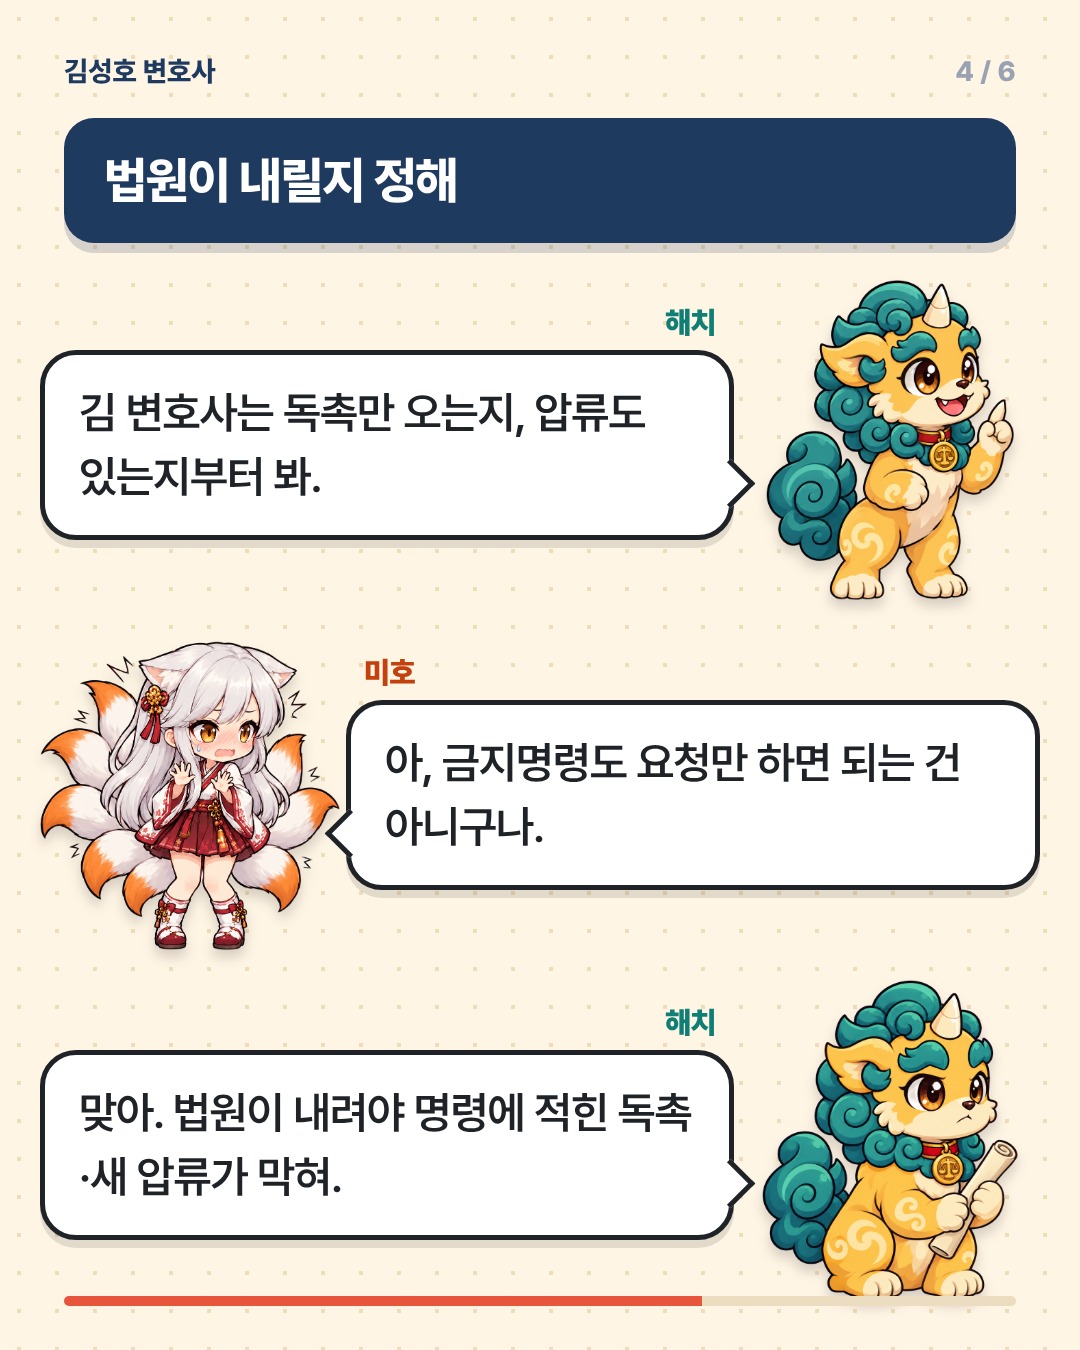 김성호 변호사
4 / 6
법원이 내릴지 정해
해치
김 변호사는 독촉만 오는지, 압류도
있는지부터 봐.
미호
아, 금지명령도 요청만 하면 되는 건
아니구나.
해치
맞아. 법원이 내려야 명령에 적힌 독촉
·새 압류가 막혀.